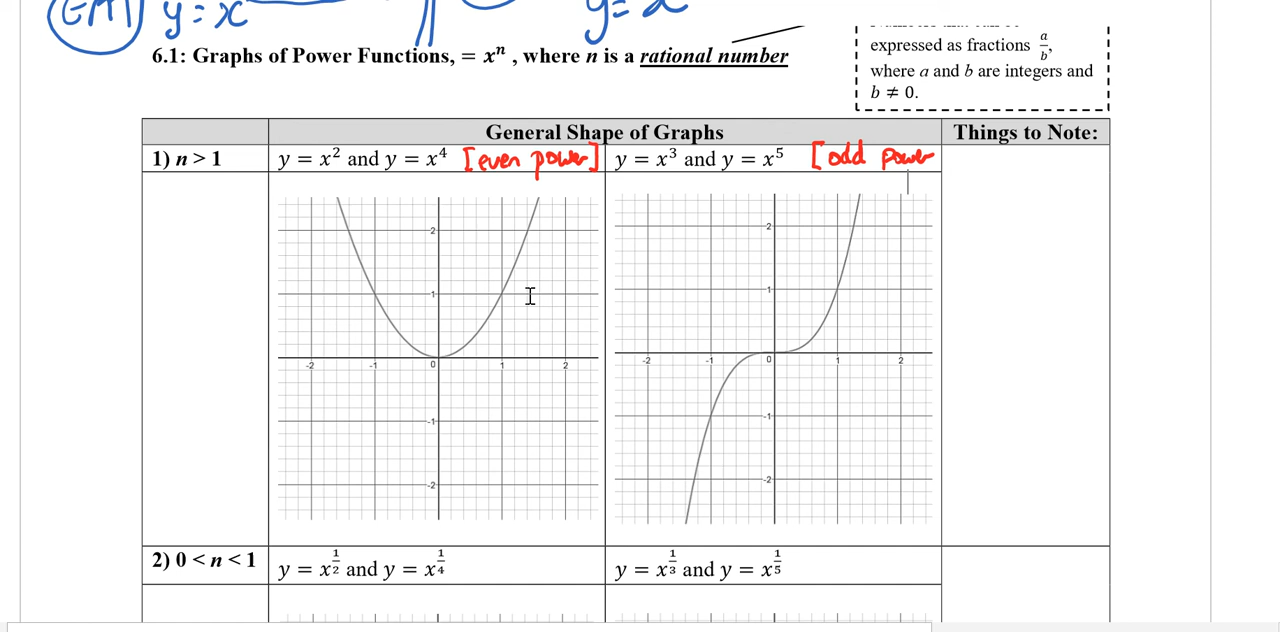 EM1 y = x y = x
6.1: Graphs of Power Functions, = xⁿ , where n is a rational number
expressed as fractions a/b,
where a and b are integers and
b ≠ 0.
General Shape of Graphs Things to Note:
1) n > 1 y = x² and y = x⁴ [even power] y = x³ and y = x⁵ [odd power
2 2
1 1
-2 -1 0 1 2 -2 -1 0 1 2
-1 -1
-2 -2
2) 0 < n < 1 y = x^(1/2) and y = x^(1/4) y = x^(1/3) and y = x^(1/5)